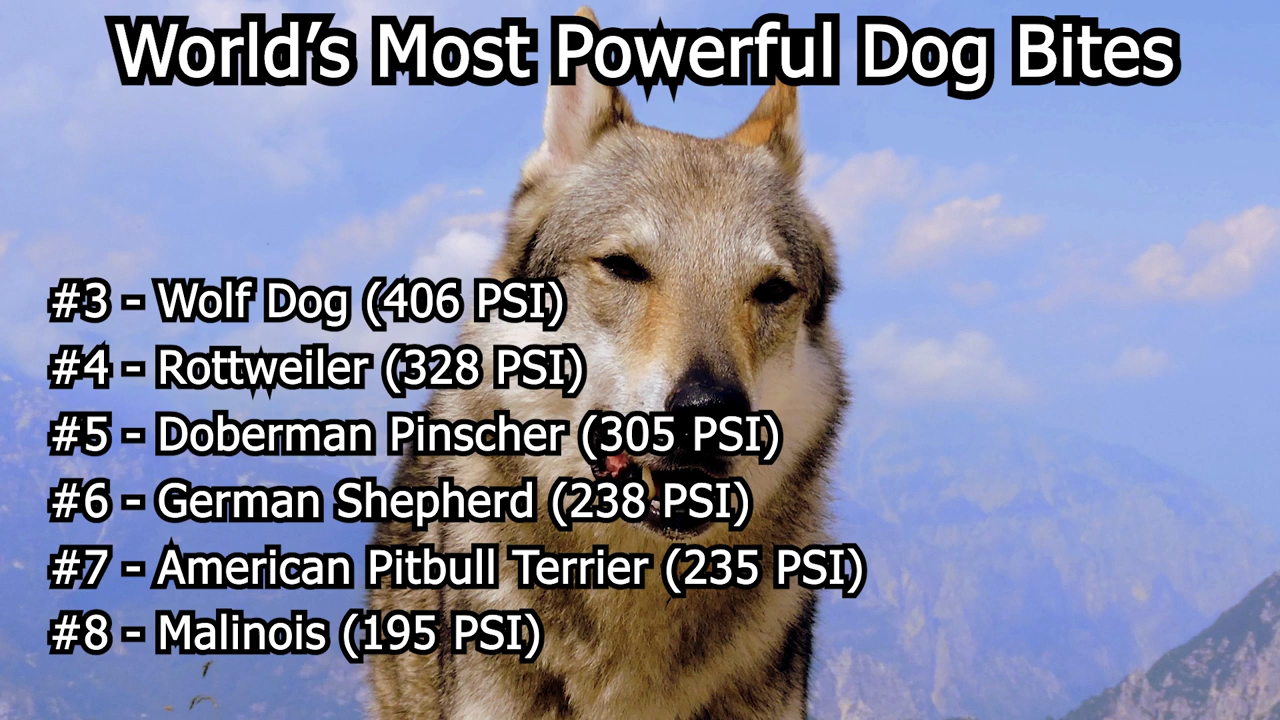 World’s Most Powerful Dog Bites
#3 - Wolf Dog (406 PSI)
#4 - Rottweiler (328 PSI)
#5 - Doberman Pinscher (305 PSI)
#6 - German Shepherd (238 PSI)
#7 - American Pitbull Terrier (235 PSI)
#8 - Malinois (195 PSI)